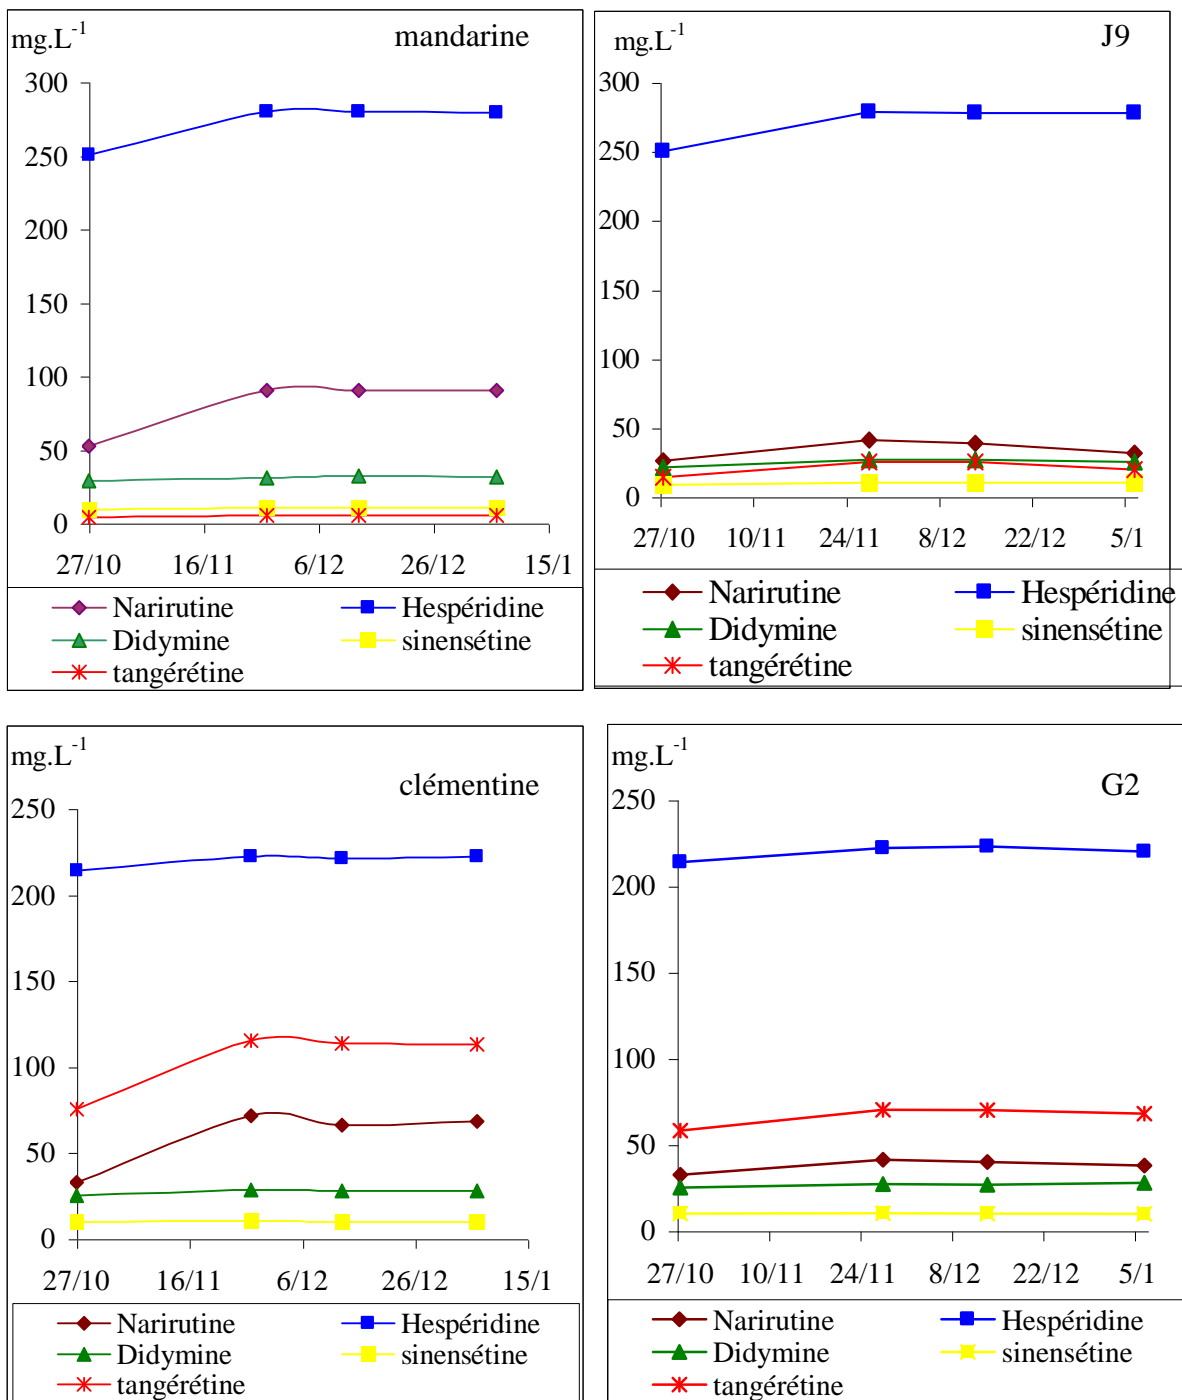 mg.L-1
mandarine
300
250
200
150
100
50
0
27/10 16/11 6/12 26/12 15/1
Narirutine Hespéridine
Didymine sinensétine
tangérétine
mg.L-1
J9
300
250
200
150
100
50
0
27/10 10/11 24/11 8/12 22/12 5/1
Narirutine Hespéridine
Didymine sinensétine
tangérétine
mg.L-1
clémentine
250
200
150
100
50
0
27/10 16/11 6/12 26/12 15/1
Narirutine Hespéridine
Didymine sinensétine
tangérétine
mg.L-1
G2
250
200
150
100
50
0
27/10 10/11 24/11 8/12 22/12 5/1
Narirutine Hespéridine
Didymine sinensétine
tangérétine